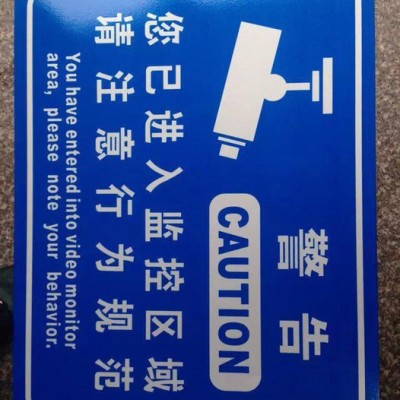 警告
CAUTION
您已进入监控区域
请注意行为规范
You have entered into video monitor
area, please note your behavior.